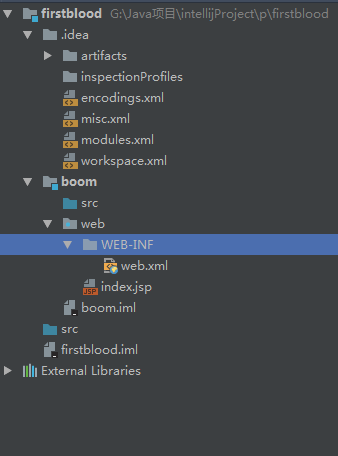 firstblood G:\Java项目\intellijProject\p\firstblood
.idea
artifacts
inspectionProfiles
encodings.xml
misc.xml
modules.xml
workspace.xml
boom
src
web
WEB-INF
web.xml
JSP index.jsp
boom.iml
src
firstblood.iml
External Libraries